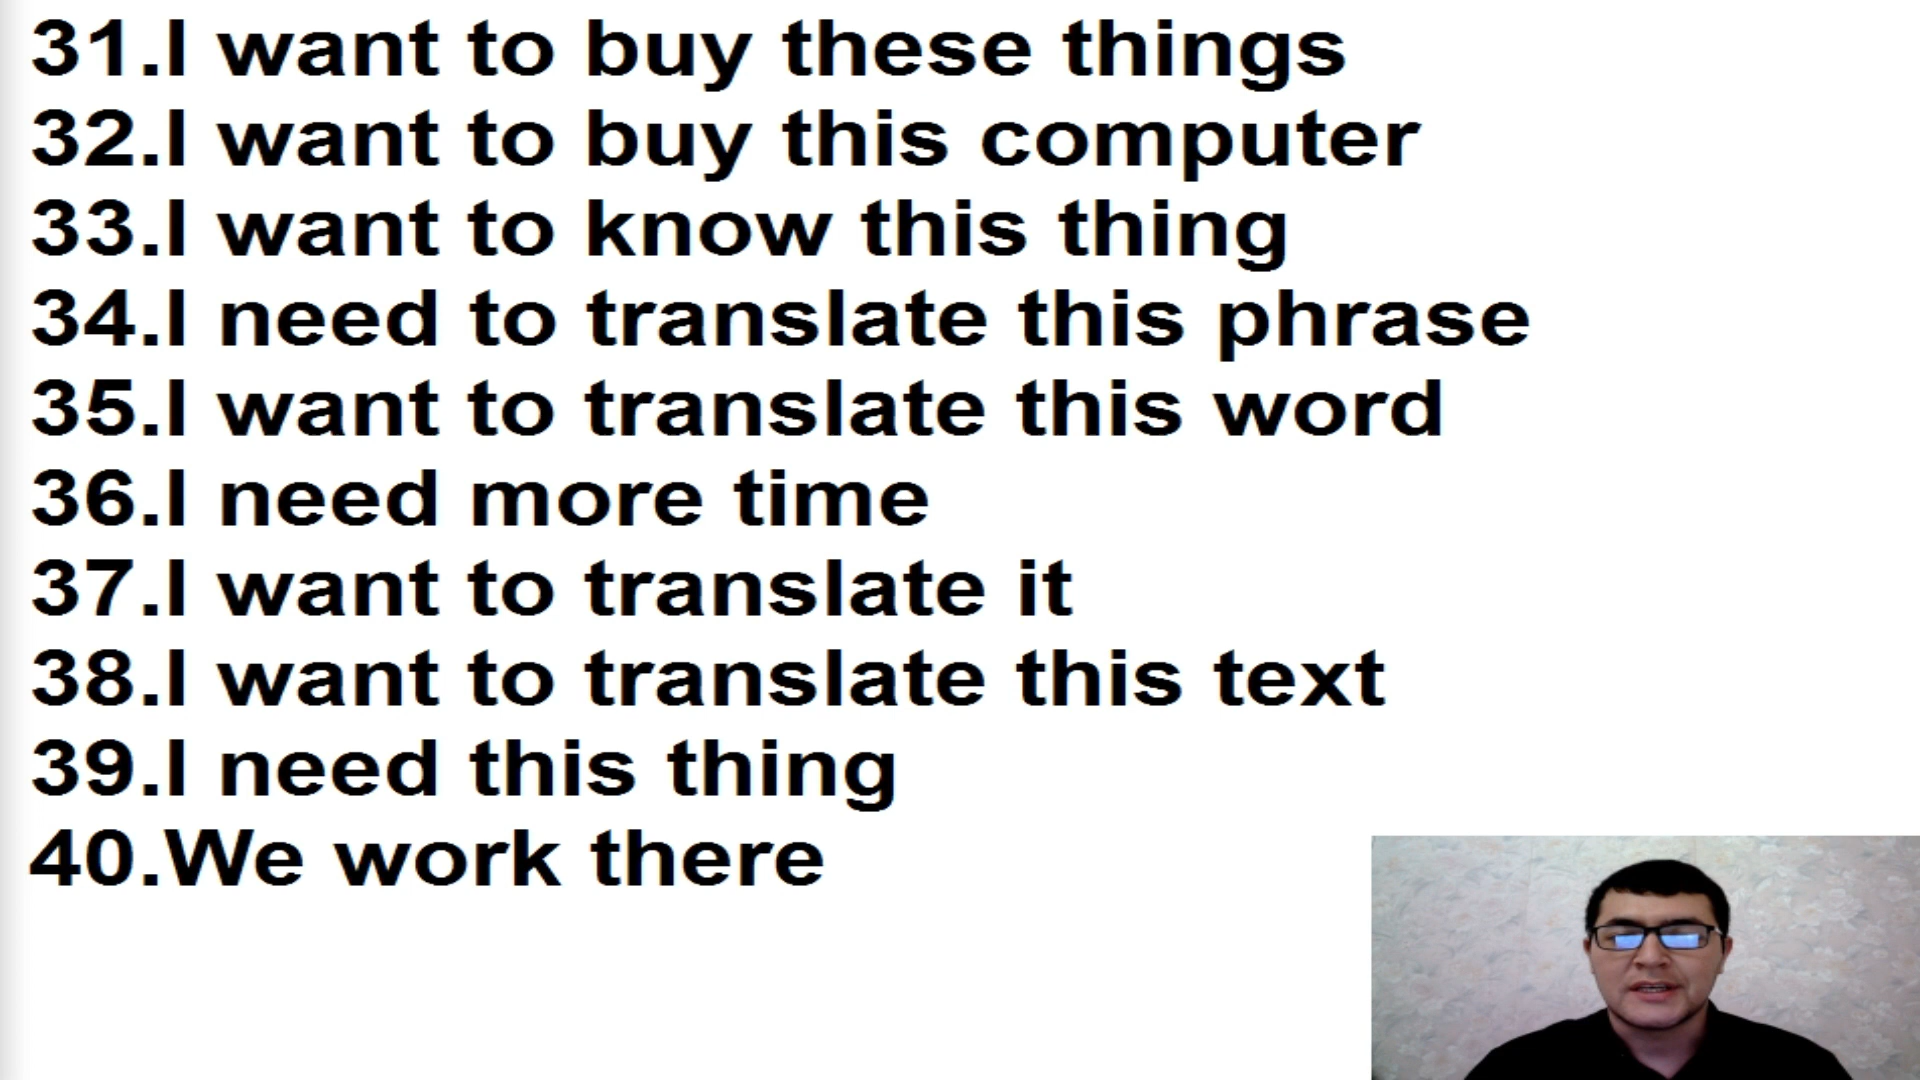 31.I want to buy these things
32.I want to buy this computer
33.I want to know this thing
34.I need to translate this phrase
35.I want to translate this word
36.I need more time
37.I want to translate it
38.I want to translate this text
39.I need this thing
40.We work there